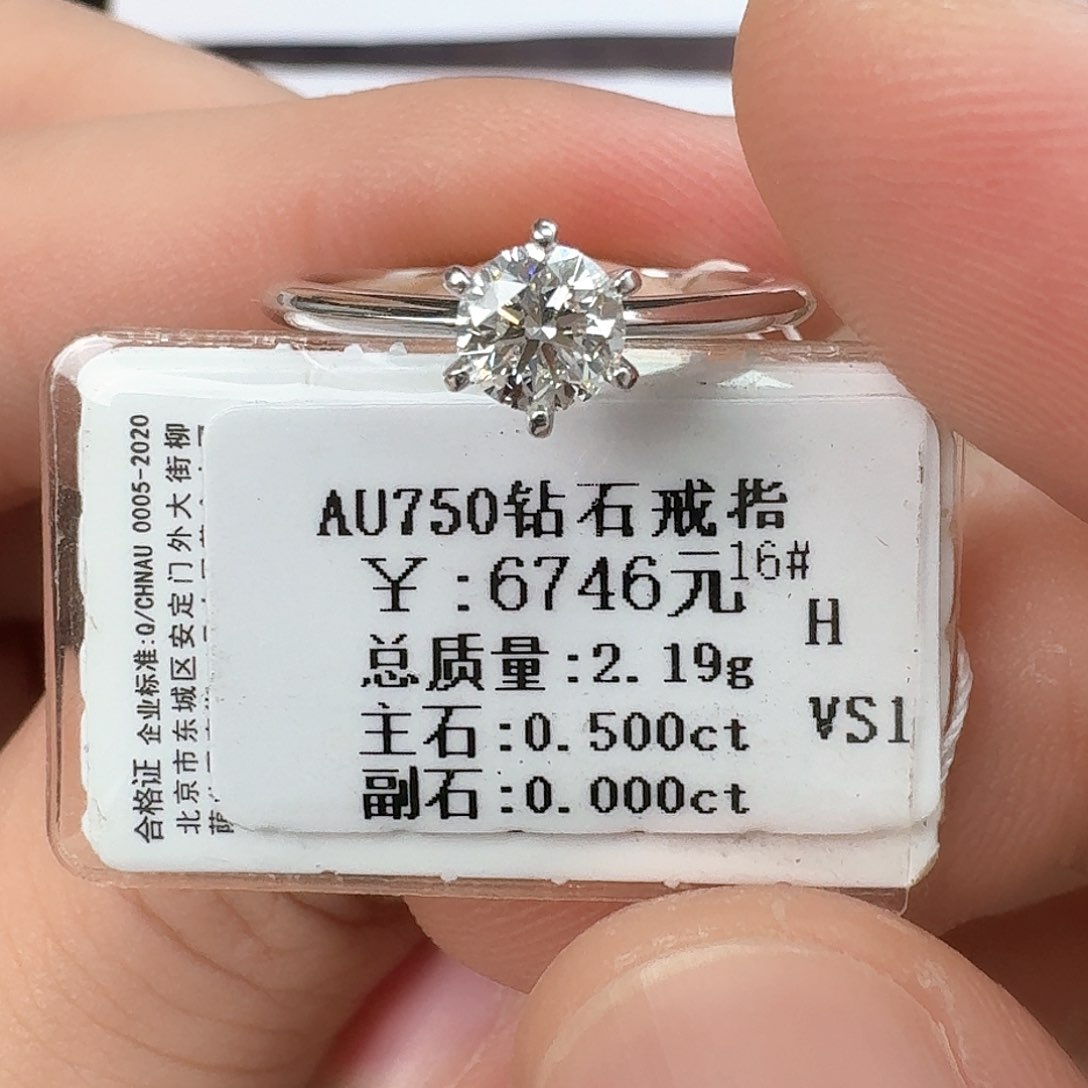 AU750钻石戒指
￥:6746元16#
H
总质量:2.19g
VS1
主石:0.500ct
副石:0.000ct
合格证 企业标准:Q/CHNAU 0005-2020
北京市东城区安定门外大街柳